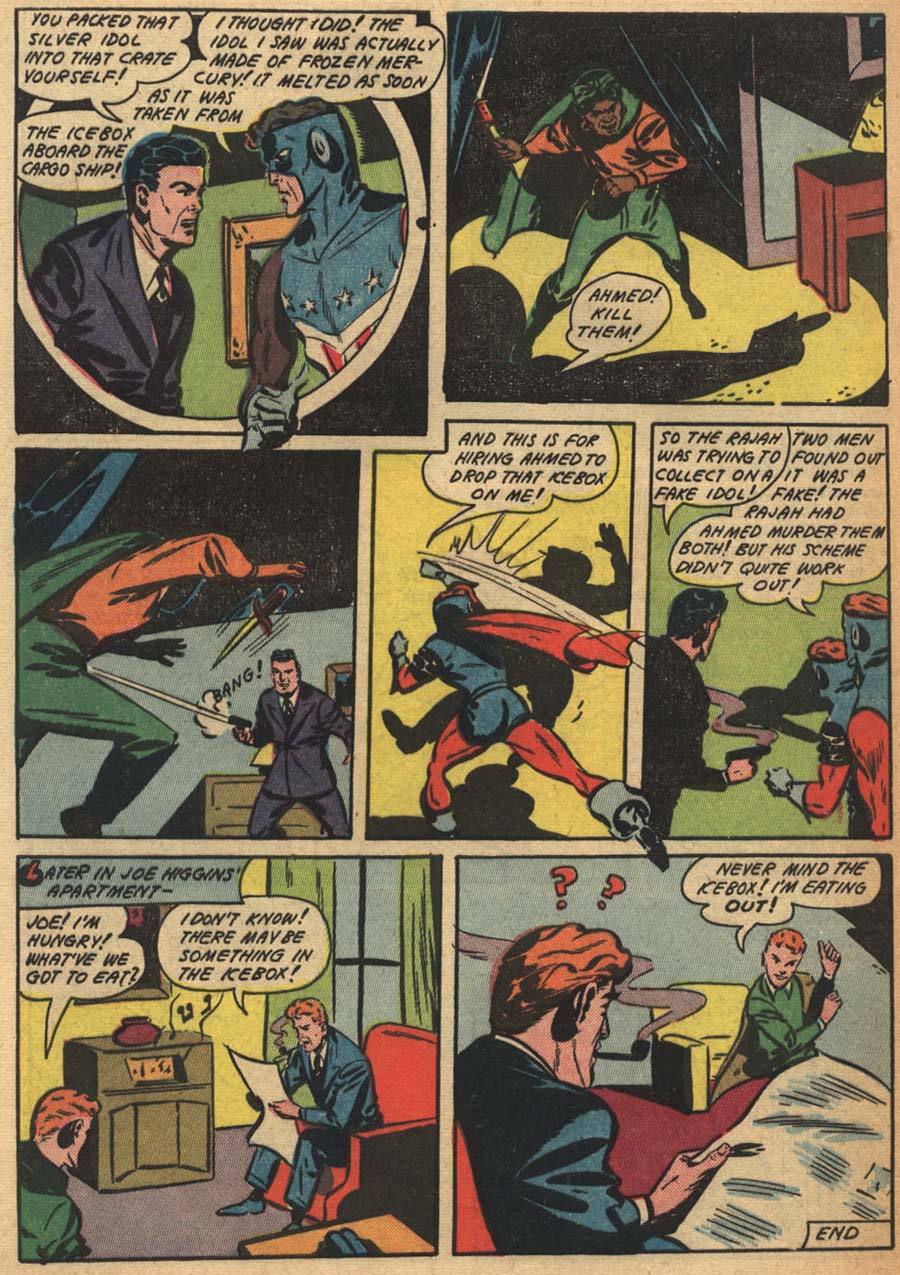 YOU PACKED THAT
SILVER IDOL
INTO THAT CRATE
YOURSELF!
I THOUGHT I DID! THE
IDOL I SAW WAS ACTUALLY
MADE OF FROZEN MER-
CURY! IT MELTED AS SOON
AS IT WAS
TAKEN FROM
THE ICEBOX
ABOARD THE
CARGO SHIP!
AHMED!
KILL
THEM!
BANG!
AND THIS IS FOR
HIRING AHMED TO
DROP THAT ICEBOX
ON ME!
SO THE RAJAH
WAS TRYING TO
COLLECT ON A
FAKE IDOL!
TWO MEN
FOUND OUT
IT WAS A
FAKE! THE
RAJAH HAD
AHMED MURDER THEM
BOTH! BUT HIS SCHEME
DIDN'T QUITE WORK
OUT!
LATER IN JOE HIGGINS'
APARTMENT—
JOE! I'M
HUNGRY!
WHAT'VE WE
GOT TO EAT?
I DON'T KNOW!
THERE MAY BE
SOMETHING IN
THE ICEBOX!
? ?
NEVER MIND THE
ICEBOX! I'M EATING
OUT!
END